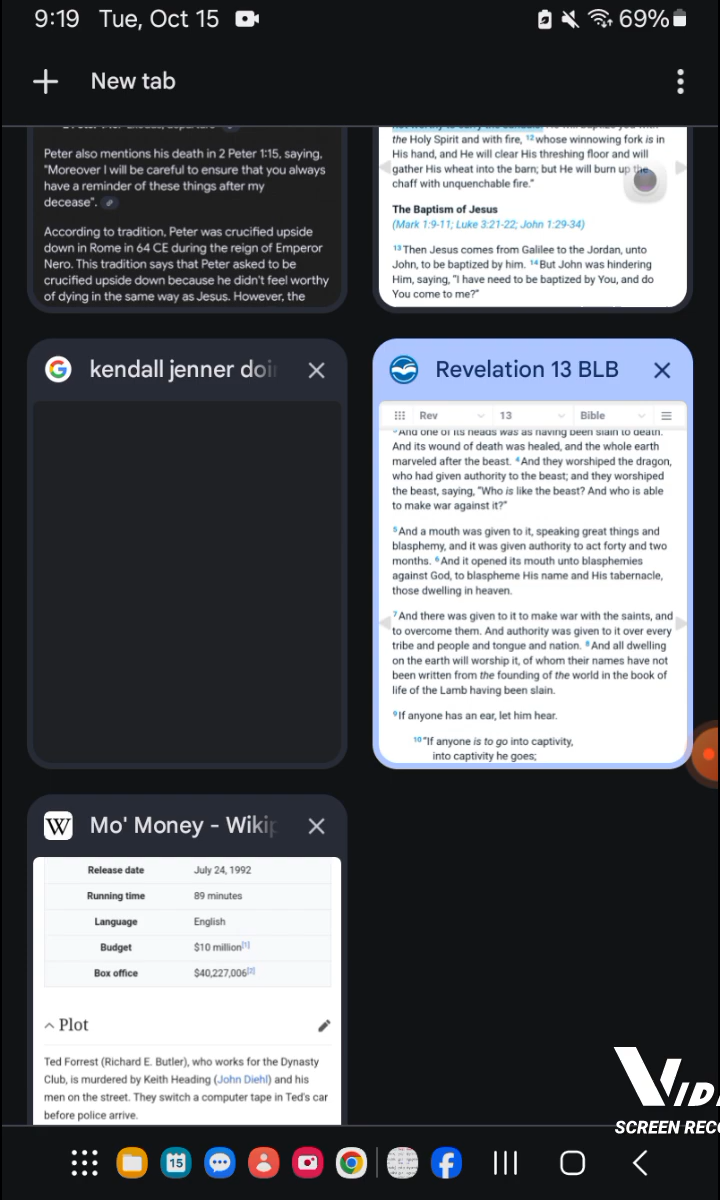 9:19 Tue, Oct 15 69%
New tab
Peter also mentions his death in 2 Peter 1:15, saying,
"Moreover I will be careful to ensure that you always
have a reminder of these things after my
decease".
According to tradition, Peter was crucified upside
down in Rome in 64 CE during the reign of Emperor
Nero. This tradition says that Peter asked to be
crucified upside down because he didn't feel worthy
of dying in the same way as Jesus. However, the
the Holy Spirit and with fire, 12 whose winnowing fork is in
His hand, and He will clear His threshing floor and will
gather His wheat into the barn; but He will burn up the
chaff with unquenchable fire."
The Baptism of Jesus
(Mark 1:9-11; Luke 3:21-22; John 1:29-34)
13 Then Jesus comes from Galilee to the Jordan, unto
John, to be baptized by him. 14 But John was hindering
Him, saying, "I have need to be baptized by You, and do
You come to me?"
kendall jenner doi
Revelation 13 BLB
Rev 13 Bible
And one of its heads was as having been slain to death.
And its wound of death was healed, and the whole earth
marveled after the beast. 4 And they worshiped the dragon,
who had given authority to the beast; and they worshiped
the beast, saying, "Who is like the beast? And who is able
to make war against it?"
5 And a mouth was given to it, speaking great things and
blasphemy, and it was given authority to act forty and two
months. 6 And it opened its mouth unto blasphemies
against God, to blaspheme His name and His tabernacle,
those dwelling in heaven.
7 And there was given to it to make war with the saints, and
to overcome them. And authority was given to it over every
tribe and people and tongue and nation. 8 And all dwelling
on the earth will worship it, of whom their names have not
been written from the founding of the world in the book of
life of the Lamb having been slain.
9 If anyone has an ear, let him hear.
10 "If anyone is to go into captivity,
into captivity he goes;
W Mo' Money - Wikip
Release date July 24, 1992
Running time 89 minutes
Language English
Budget $10 million[1]
Box office $40,227,006[2]
Plot
Ted Forrest (Richard E. Butler), who works for the Dynasty
Club, is murdered by Keith Heading (John Diehl) and his
men on the street. They switch a computer tape in Ted's car
before police arrive.
VID
SCREEN REC
15